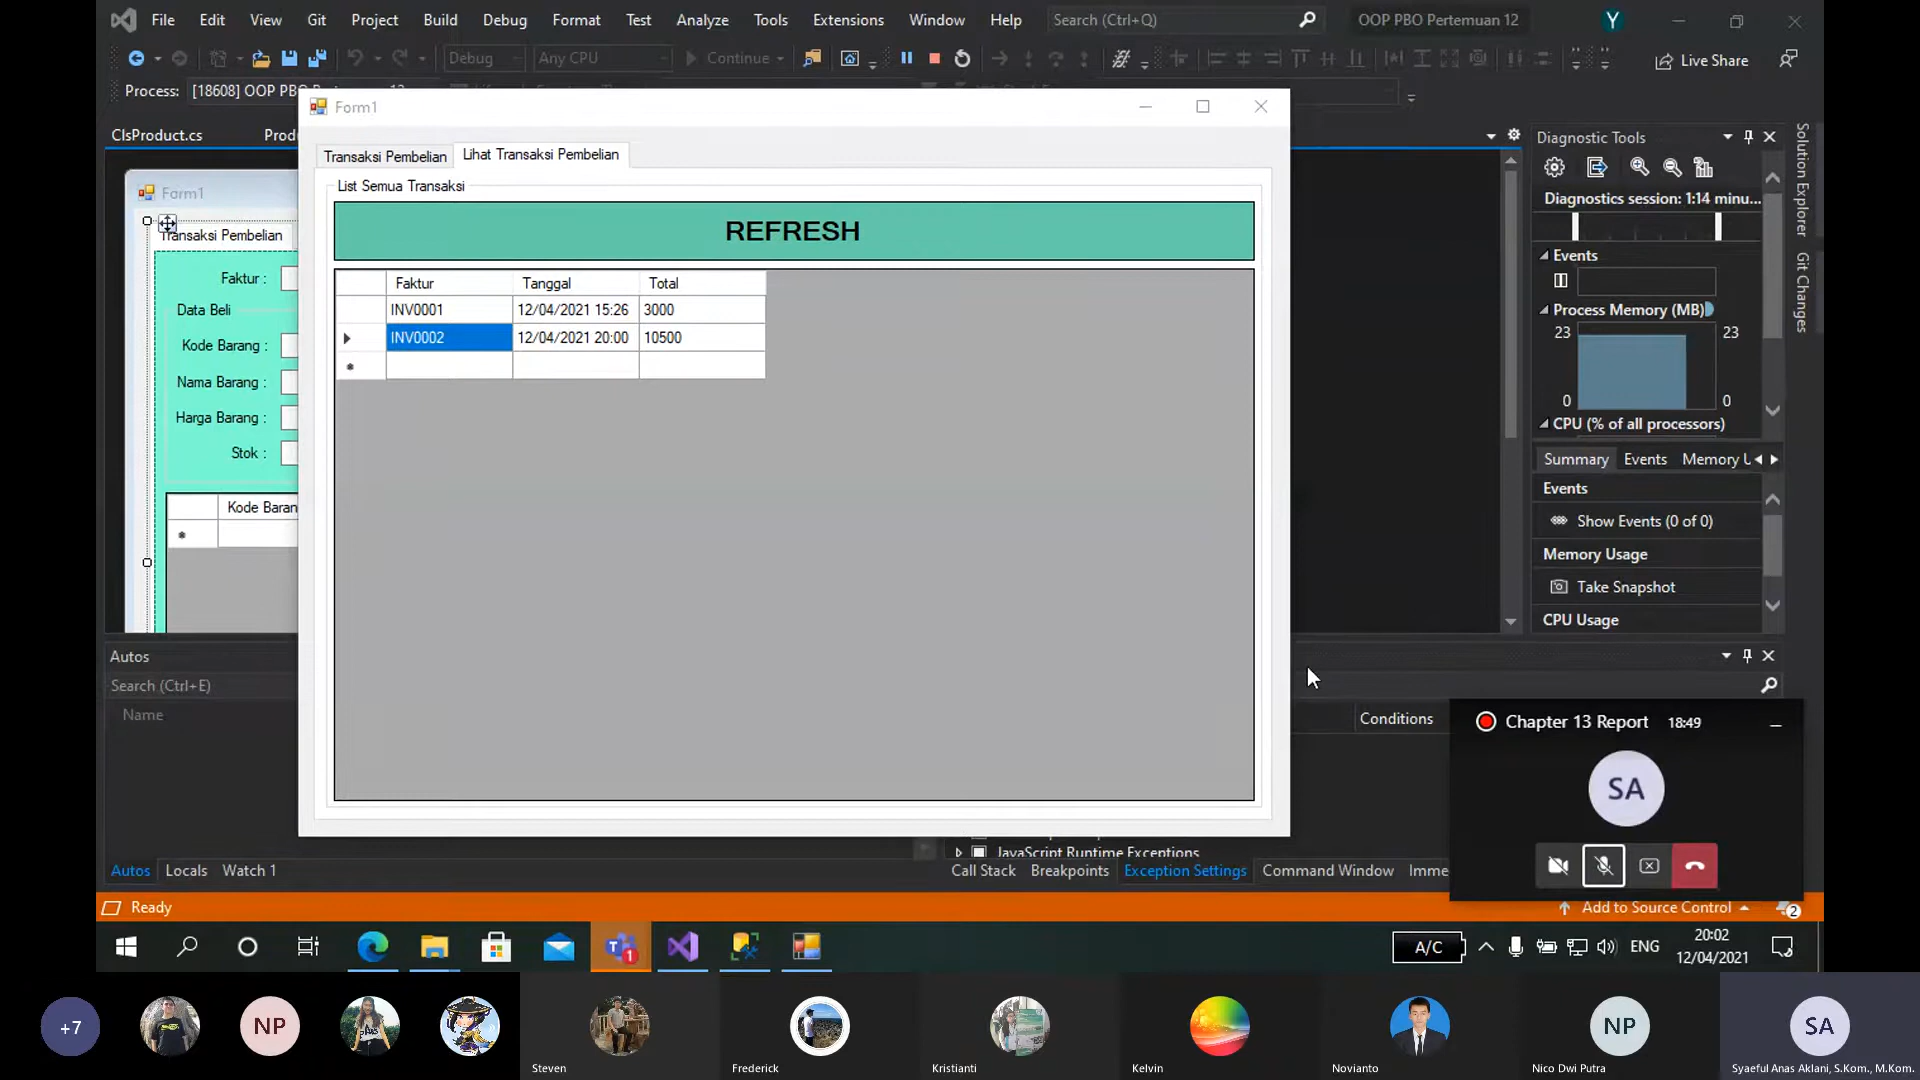 File Edit View Git Project Build Debug Format Test Analyze Tools Extensions Window Help Search (Ctrl+Q) OOP PBO Pertemuan 12 Y
Debug Any CPU Continue Live Share
Process: [18608] OOP PBO
ClsProduct.cs
Form1
Transaksi Pembelian
Faktur :
Data Beli
Kode Barang :
Nama Barang :
Harga Barang :
Stok :
Kode Baran
Form1
Transaksi Pembelian Lihat Transaksi Pembelian
List Semua Transaksi
REFRESH
Faktur Tanggal Total
INV0001 12/04/2021 15:26 3000
INV0002 12/04/2021 20:00 10500
Diagnostic Tools
Diagnostics session: 1:14 minu...
Events
Process Memory (MB)
23 23
0 0
CPU (% of all processors)
Summary Events Memory U
Events
Show Events (0 of 0)
Memory Usage
Take Snapshot
CPU Usage
Solution Explorer
Git Changes
Autos
Search (Ctrl+E)
Name
Conditions
JavaScript Runtime Exceptions
Autos Locals Watch 1
Call Stack Breakpoints Exception Settings Command Window Imme
Chapter 13 Report 18:49
SA
Ready
Add to Source Control 2
1
A/C ENG 20:02
12/04/2021
+7 NP NP SA
Steven Frederick Kristianti Kelvin Novianto Nico Dwi Putra Syaeful Anas Aklani, S.Kom., M.Kom.